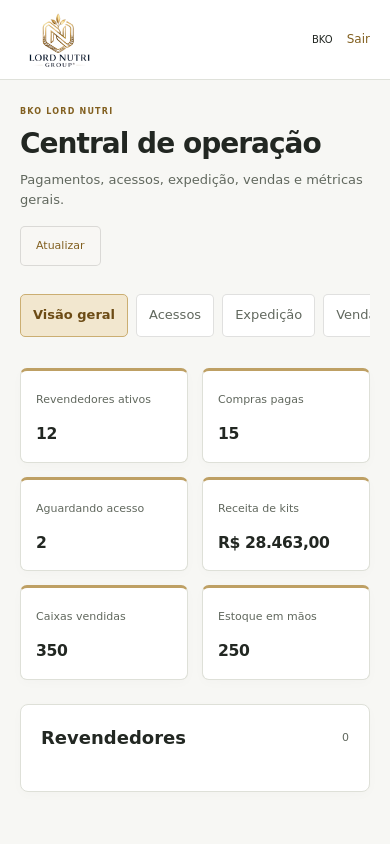 LORD NUTRI
GROUP
BKO
Sair
BKO LORD NUTRI
Central de operação
Pagamentos, acessos, expedição, vendas e métricas
gerais.
Atualizar
Visão geral
Acessos
Expedição
Revendedores ativos
Compras pagas
12
15
Aguardando acesso
Receita de kits
2
R$ 28.463,00
Caixas vendidas
Estoque em mãos
350
250
Revendedores
0